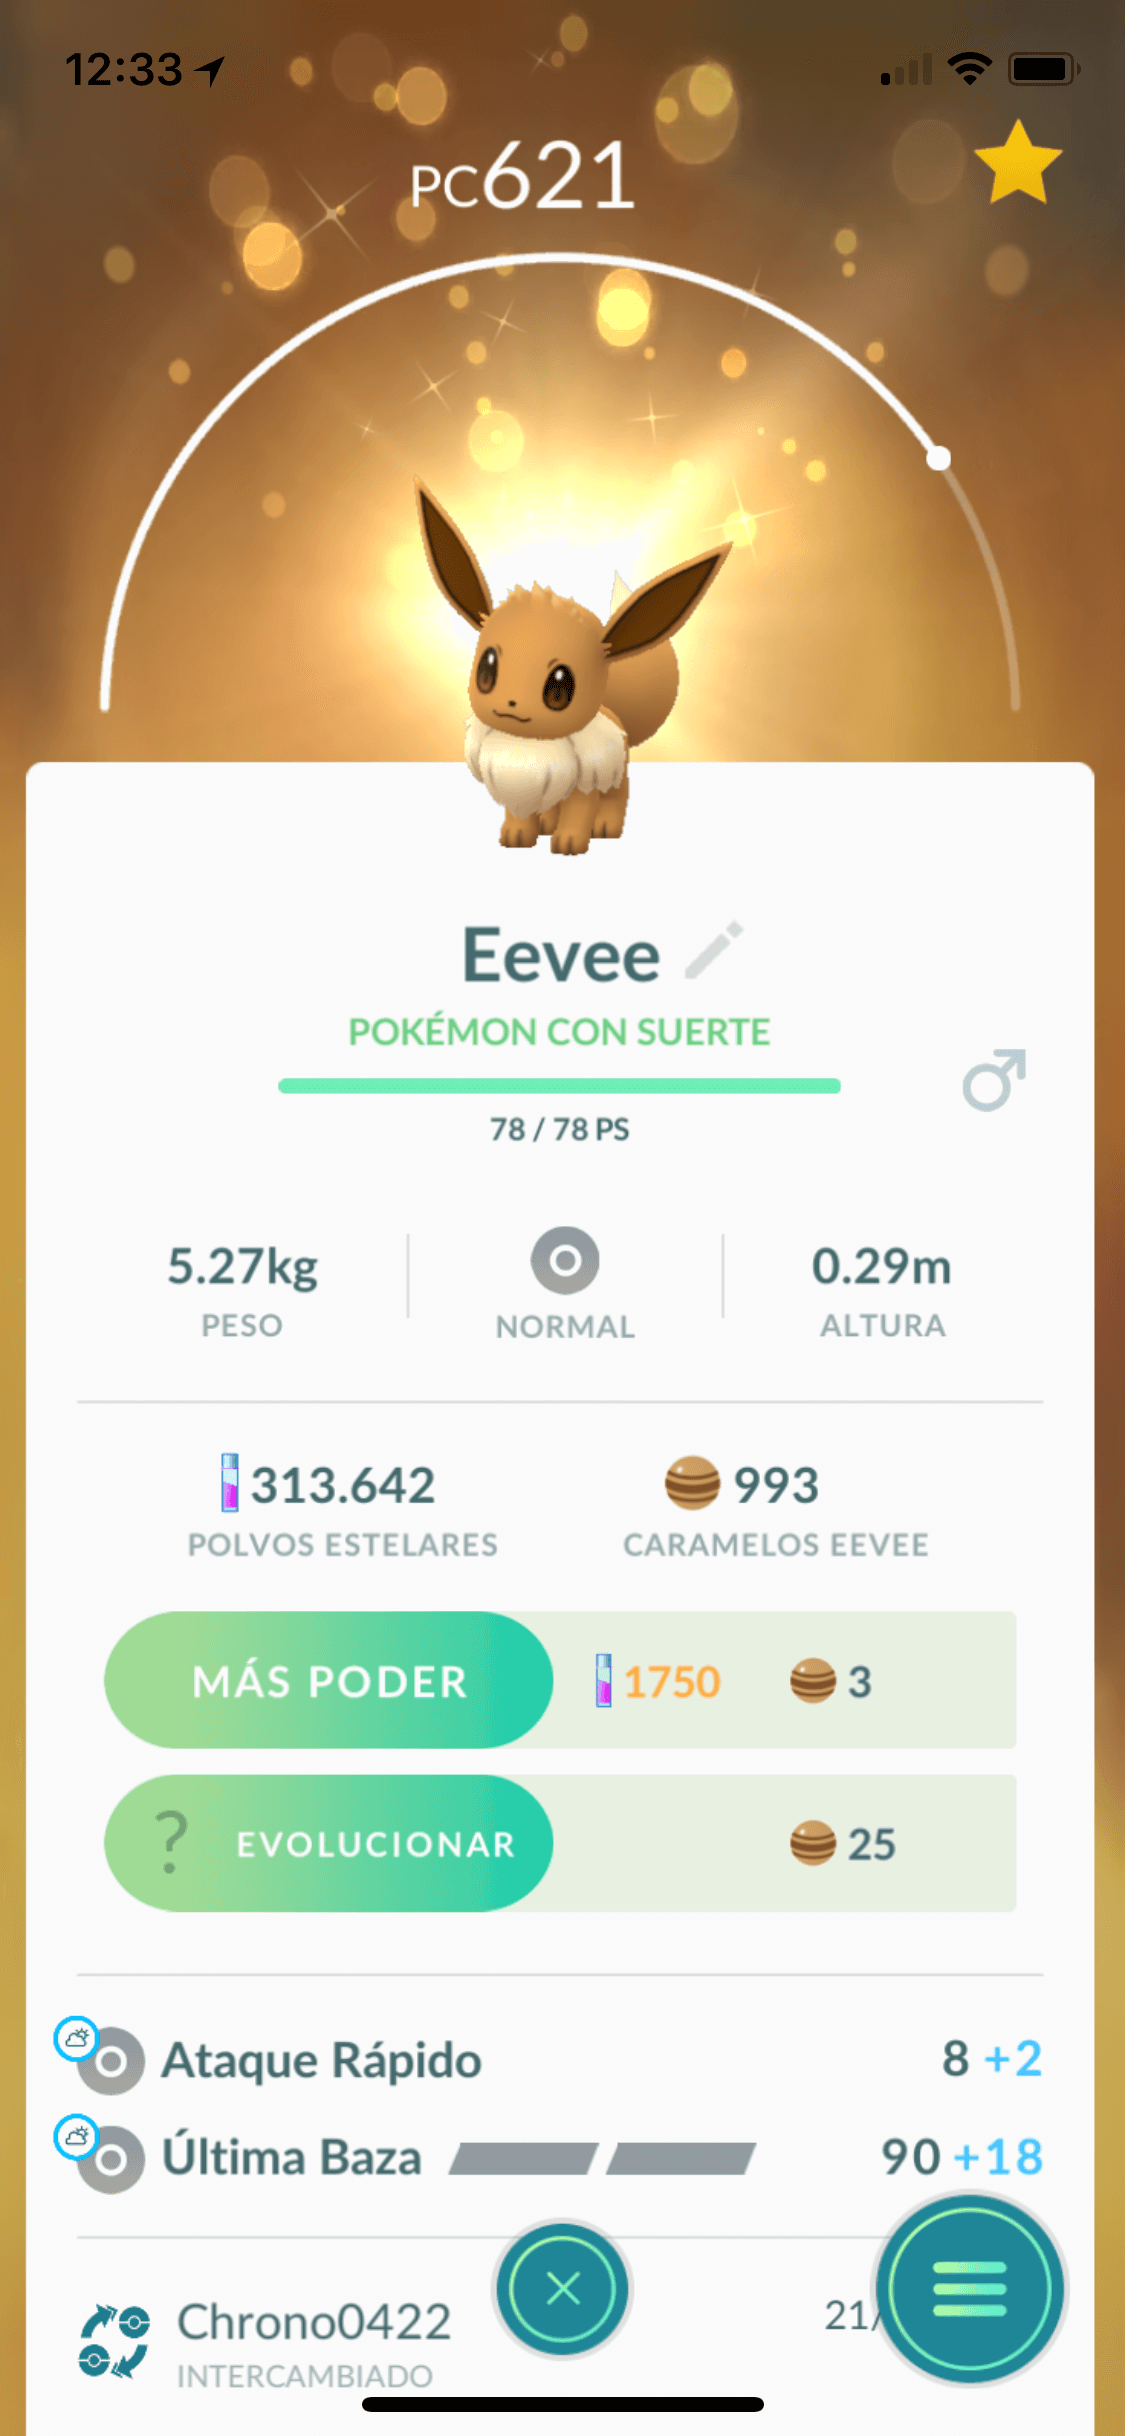 12:33
PC621
Eevee
POKÉMON CON SUERTE
78 / 78 PS
5.27kg
PESO
NORMAL
0.29m
ALTURA
313.642
POLVOS ESTELARES
993
CARAMELOS EEVEE
MÁS PODER 1750 3
? EVOLUCIONAR 25
Ataque Rápido 8 +2
Última Baza 90 +18
Chrono0422 21/
INTERCAMBIADO